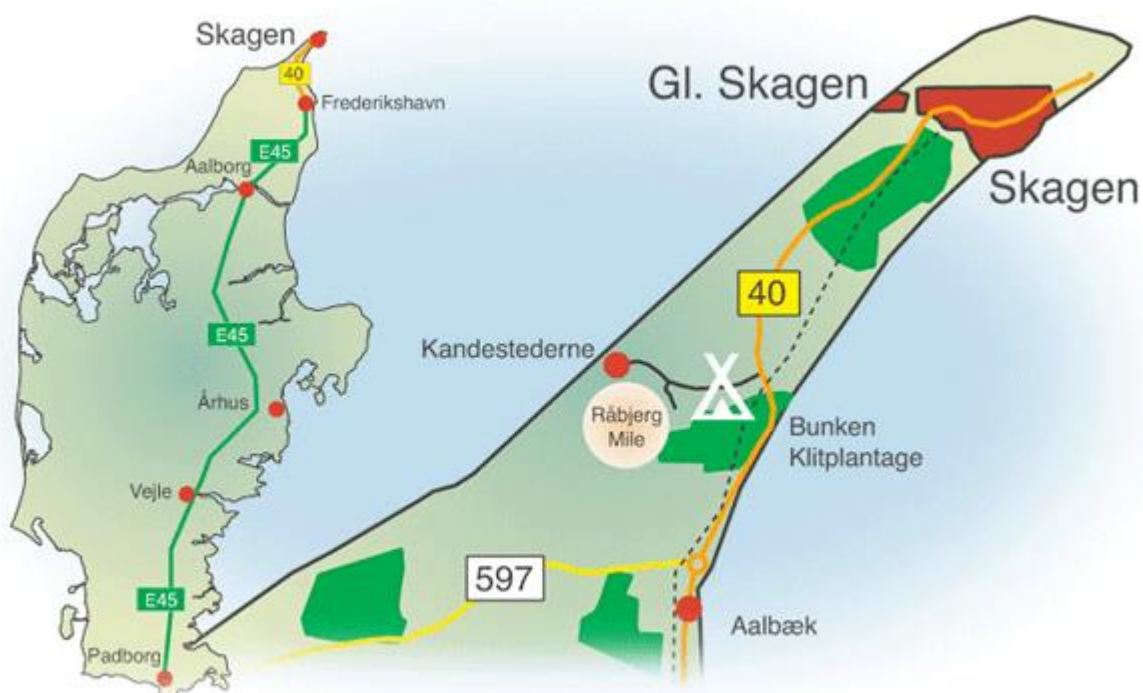 Skagen
40
Frederikshavn
E45
Aalborg
E45
Århus
Vejle
E45
Padborg
Gl. Skagen
Skagen
40
Kandestederne
Råbjerg
Mile
Bunken
Klitplantage
597
Aalbæk